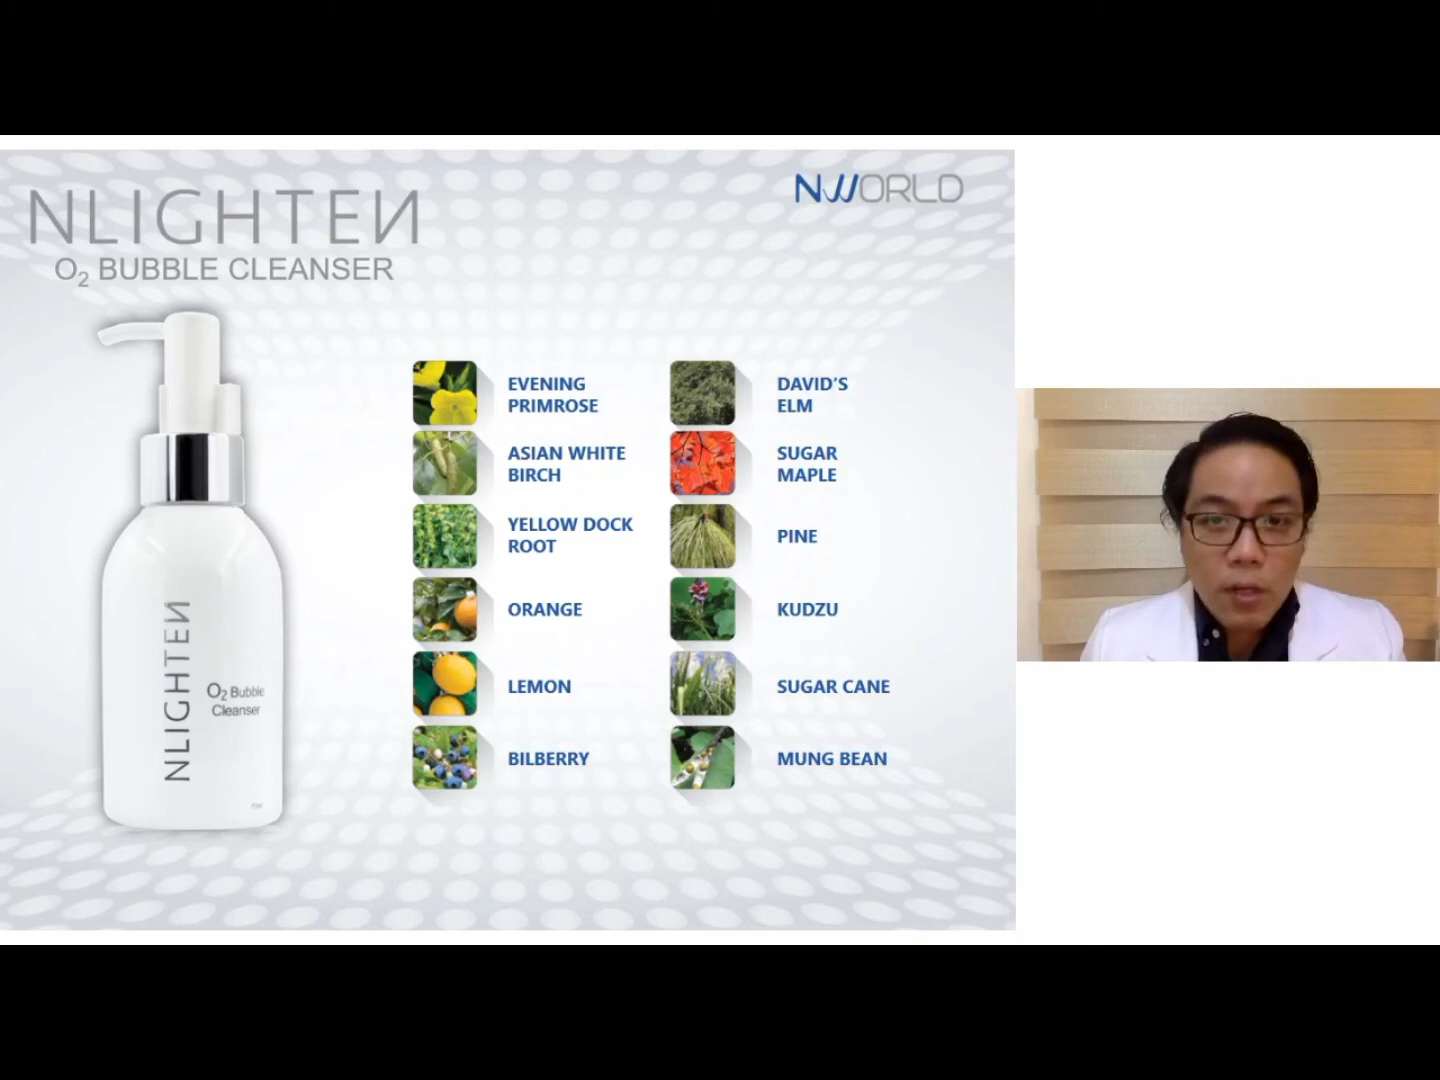 NLIGHTEN
NWORLD
O2 BUBBLE CLEANSER
EVENING
PRIMROSE
DAVID'S
ELM
ASIAN WHITE
BIRCH
SUGAR
MAPLE
YELLOW DOCK
ROOT
PINE
ORANGE
KUDZU
LEMON
SUGAR CANE
BILBERRY
MUNG BEAN
NLIGHTEN
O2 Bubble
Cleanser